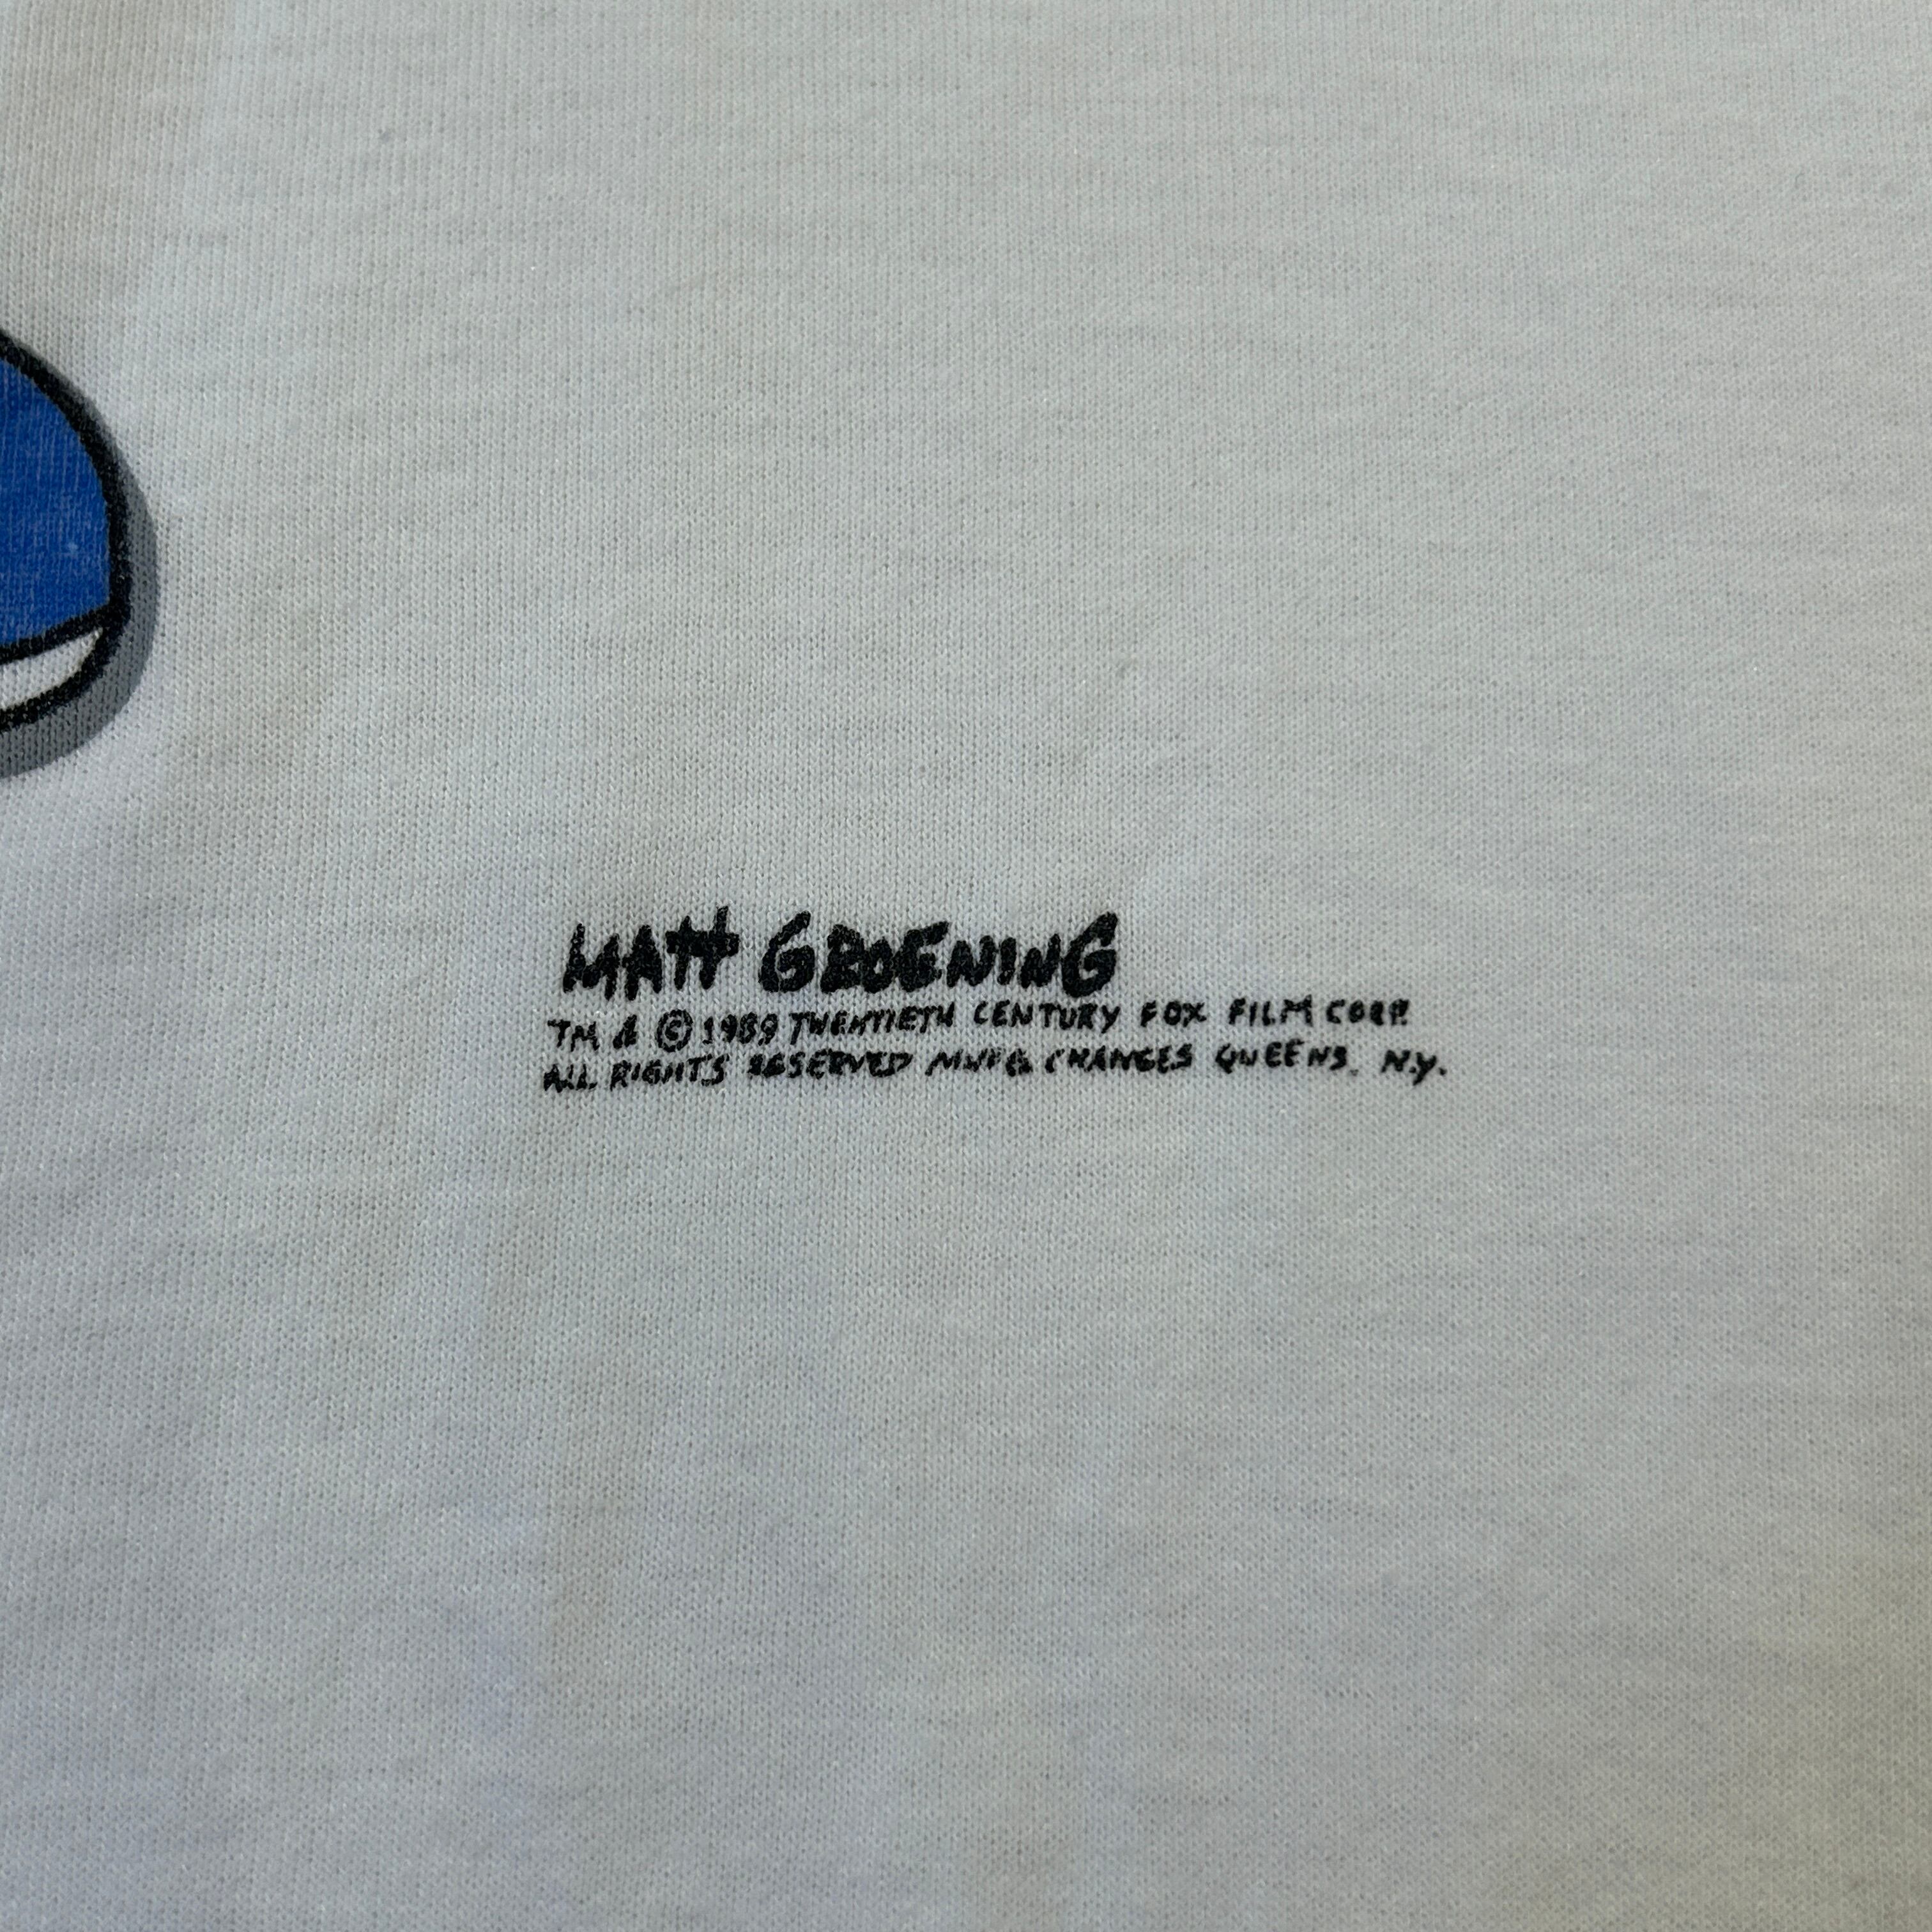 MATT GROENING
TM & © 1989 TWENTIETH CENTURY FOX FILM CORP.
ALL RIGHTS RESERVED MNFG CHANGES QUEENS, N.Y.